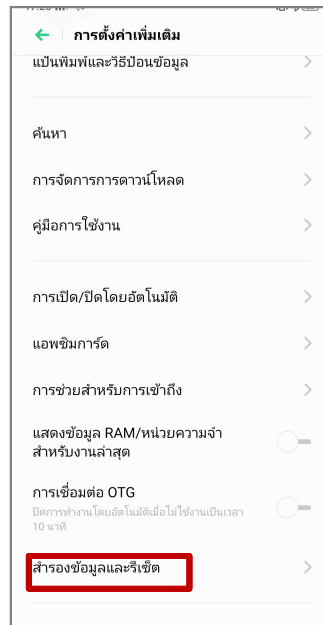 การตั้งค่าเพิ่มเติม
แป้นพิมพ์และวิธีป้อนข้อมูล
ค้นหา
การจัดการการดาวน์โหลด
คู่มือการใช้งาน
การเปิด/ปิดโดยอัตโนมัติ
แอพซิมการ์ด
การช่วยสำหรับการเข้าถึง
แสดงข้อมูล RAM/หน่วยความจำ
สำหรับงานล่าสุด
การเชื่อมต่อ OTG
ปิดการทำงานโดยอัตโนมัติเมื่อไม่ใช้งานเป็นเวลา
10 นาที
สำรองข้อมูลและรีเซ็ต